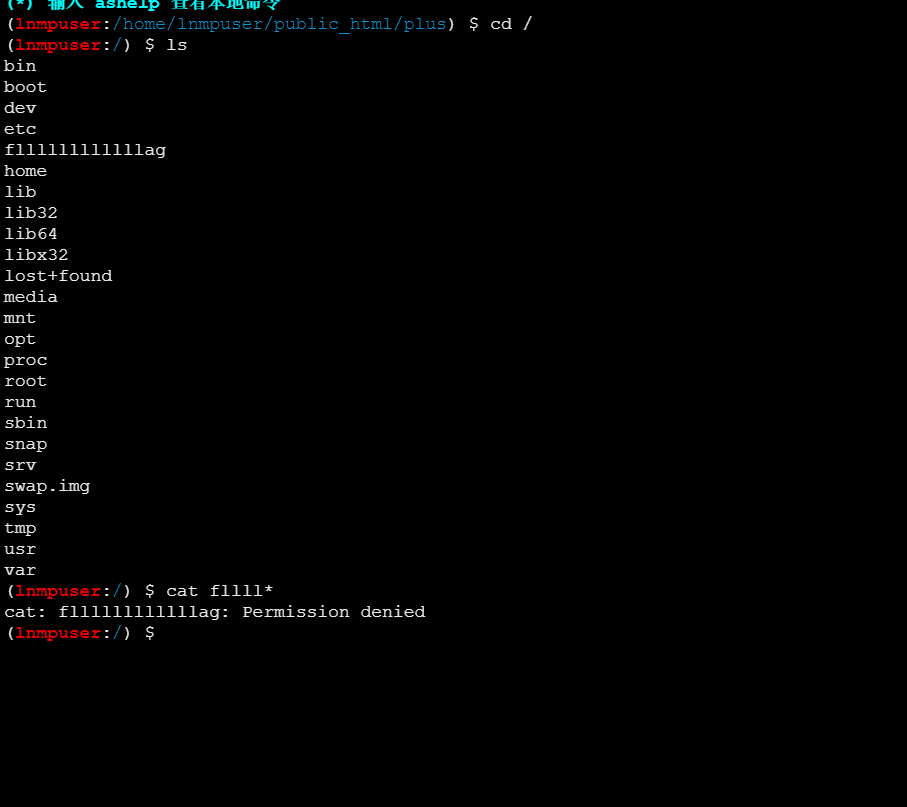 (*) 输入 ashelp 查看本地命令
(lnmpuser:/home/lnmpuser/public_html/plus) $ cd /
(lnmpuser:/) $ ls
bin
boot
dev
etc
fllllllllllllag
home
lib
lib32
lib64
libx32
lost+found
media
mnt
opt
proc
root
run
sbin
snap
srv
swap.img
sys
tmp
usr
var
(lnmpuser:/) $ cat fllll*
cat: fllllllllllllag: Permission denied
(lnmpuser:/) $